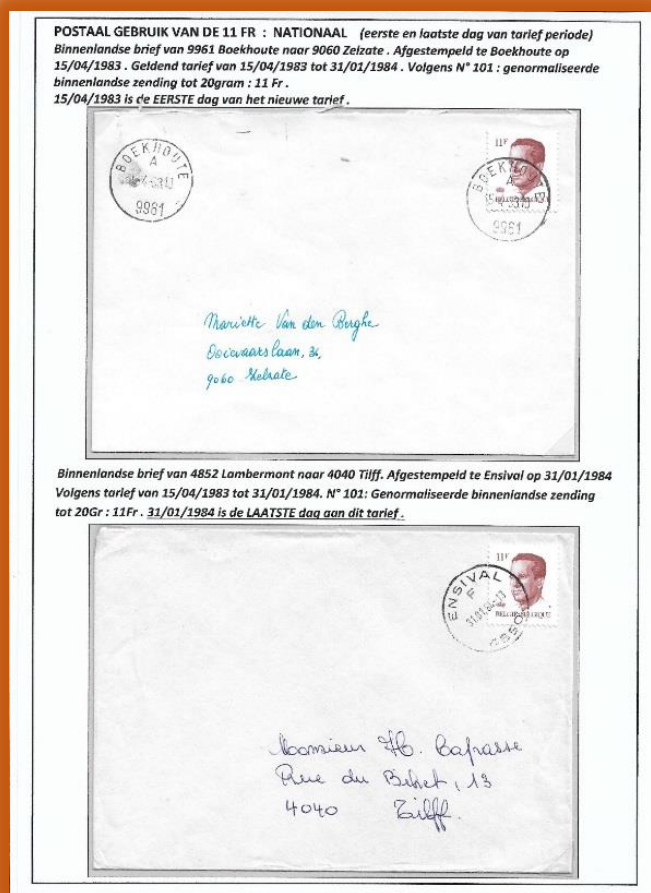 POSTAAL GEBRUIK VAN DE 11 FR : NATIONAAL (eerste en laatste dag van tarief periode)
Binnenlandse brief van 9961 Boekhoute naar 9060 Zelzate . Afgestempeld te Boekhoute op
15/04/1983 . Geldend tarief van 15/04/1983 tot 31/01/1984 . Volgens N° 101 : genormaliseerde
binnenlandse zending tot 20gram : 11 Fr .
15/04/1983 is de EERSTE dag van het nieuwe tarief .
BOEKHOUTE
A
9961
11F
BOEKHOUTE
A
9961
Mariette Van den Berghe
Ooievaarslaan, 36,
9060 Zelzate
Binnenlandse brief van 4852 Lambermont naar 4040 Tilff. Afgestempeld te Ensival op 31/01/1984
Volgens tarief van 15/04/1983 tot 31/01/1984. N° 101: Genormaliseerde binnenlandse zending
tot 20Gr : 11Fr . 31/01/1984 is de LAATSTE dag aan dit tarief .
11F
ENSIVAL
F
Monsieur H. Cafrasse
Rue du Bihet, 13
4040 Tilff.